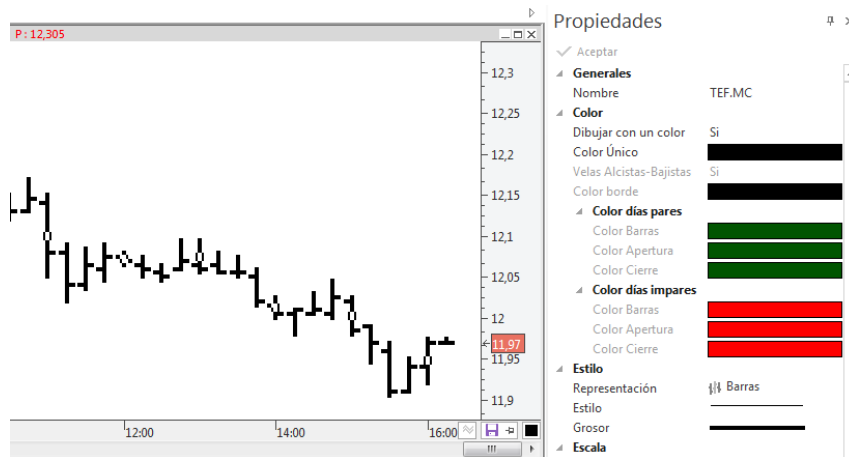 P: 12,305
12,3
12,25
12,2
12,15
12,1
12,05
12
11,97
11,95
11,9
12:00
14:00
16:00
Propiedades
Aceptar
Generales
Nombre TEF.MC
Color
Dibujar con un color Si
Color Único
Velas Alcistas-Bajistas Si
Color borde
Color días pares
Color Barras
Color Apertura
Color Cierre
Color días impares
Color Barras
Color Apertura
Color Cierre
Estilo
Representación Barras
Estilo
Grosor
Escala